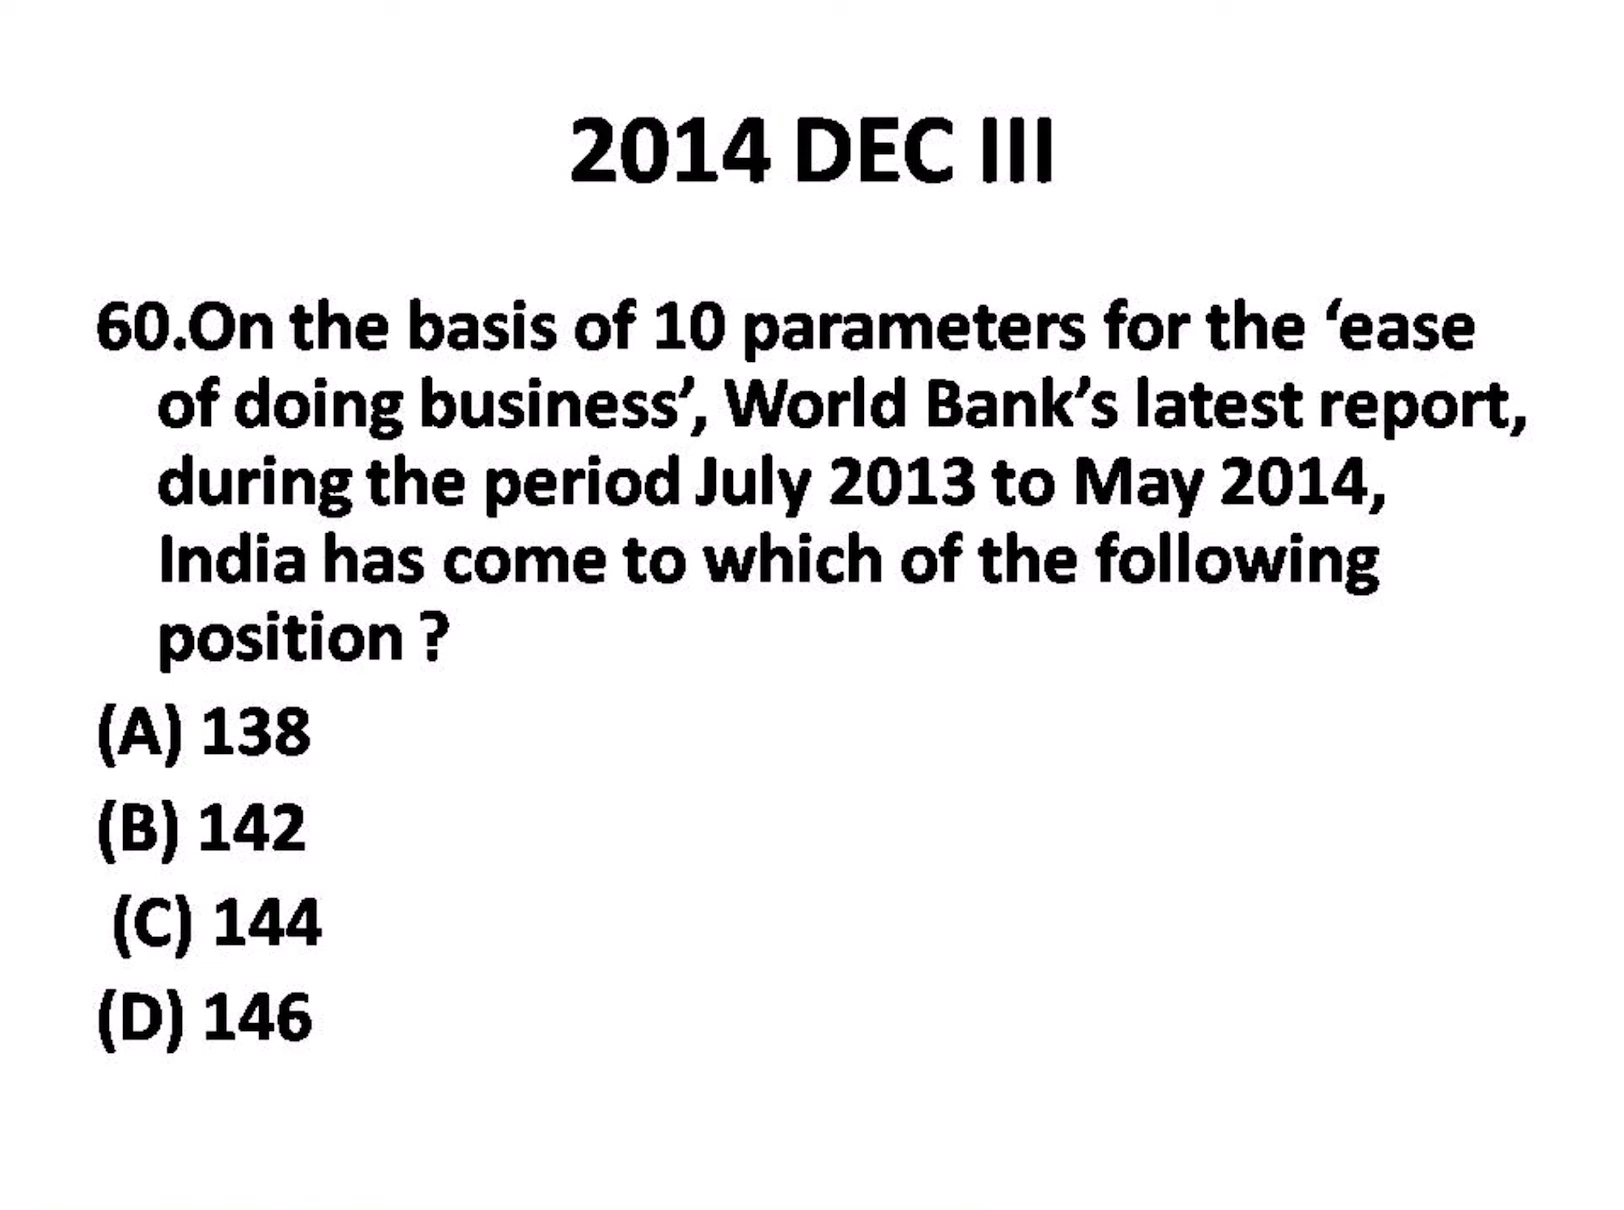 2014 DEC III
60.On the basis of 10 parameters for the ‘ease
of doing business’, World Bank’s latest report,
during the period July 2013 to May 2014,
India has come to which of the following
position ?
(A) 138
(B) 142
(C) 144
(D) 146